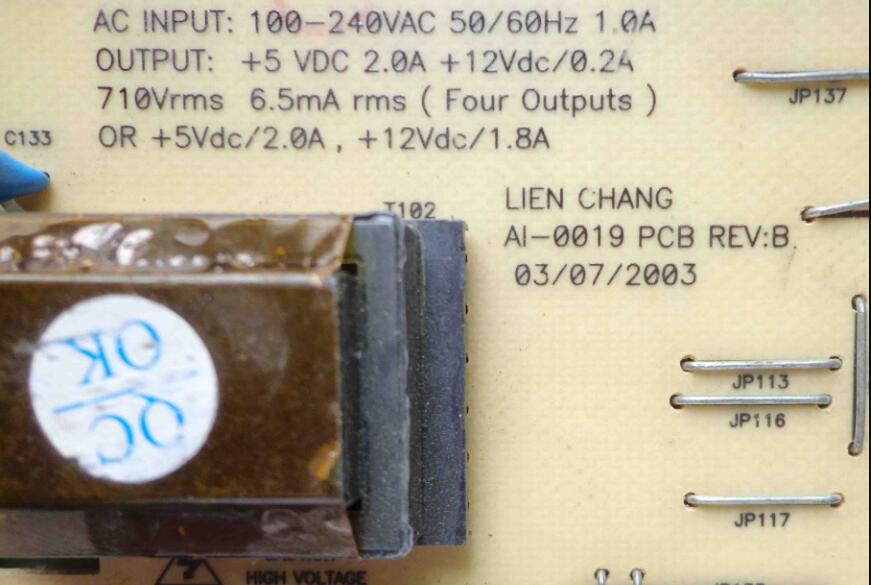 AC INPUT: 100-240VAC 50/60Hz 1.0A
OUTPUT: +5 VDC 2.0A +12Vdc/0.2A
710Vrms 6.5mA rms ( Four Outputs )
OR +5Vdc/2.0A , +12Vdc/1.8A
C133
JP137
T102
LIEN CHANG
AI-0019 PCB REV:B
03/07/2003
QC
OK
JP113
JP116
JP117
HIGH VOLTAGE